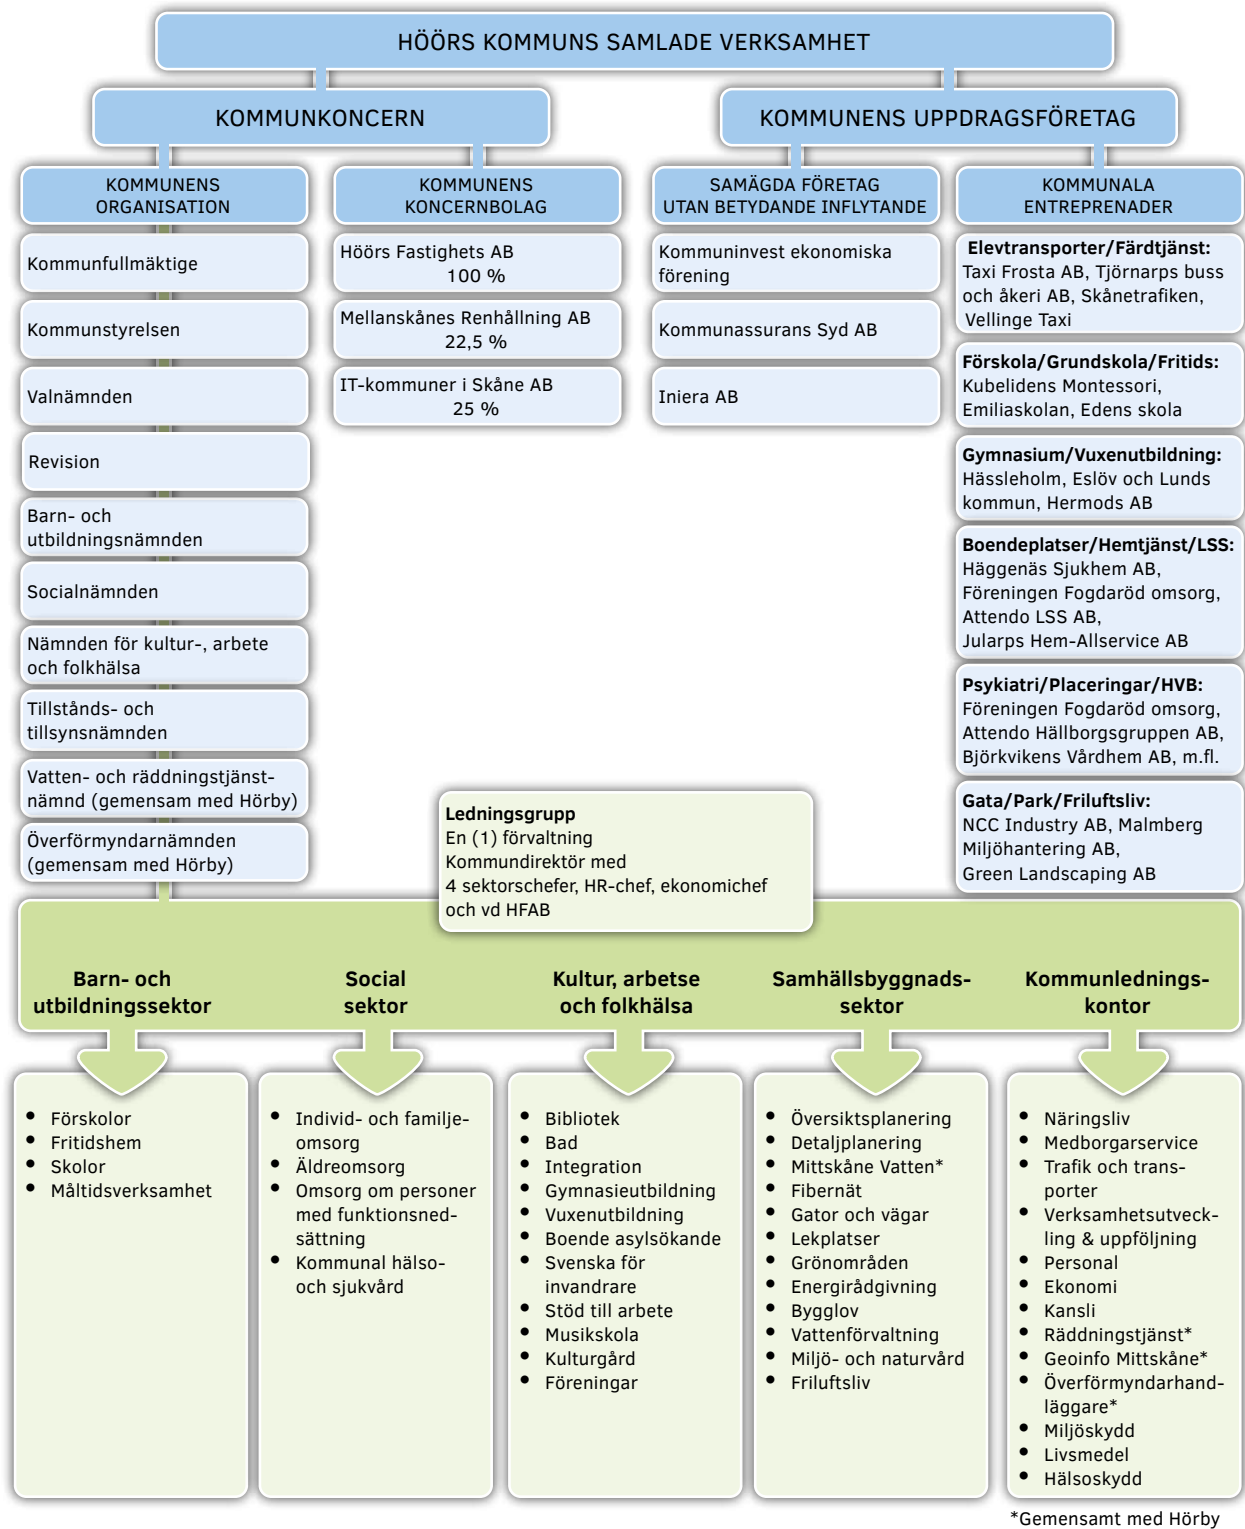 HÖÖRS KOMMUNS SAMLADE VERKSAMHET
KOMMUNKONCERN
KOMMUNENS UPPDRAGSFÖRETAG
KOMMUNENS
ORGANISATION
Kommunfullmäktige
Kommunstyrelsen
Valnämnden
Revision
Barn- och
utbildningsnämnden
Socialnämnden
Nämnden för kultur-, arbete
och folkhälsa
Tillstånds- och
tillsynsnämnden
Vatten- och räddningstjänst-
nämnd (gemensam med Hörby)
Överförmyndarnämnden
(gemensam med Hörby)
KOMMUNENS
KONCERNBOLAG
Höörs Fastighets AB
100 %
Mellanskånes Renhållning AB
22,5 %
IT-kommuner i Skåne AB
25 %
SAMÄGDA FÖRETAG
UTAN BETYDANDE INFLYTANDE
Kommuninvest ekonomiska
förening
Kommunassurans Syd AB
Iniera AB
KOMMUNALA
ENTREPRENADER
Elevtransporter/Färdtjänst:
Taxi Frosta AB, Tjörnarps buss
och åkeri AB, Skånetrafiken,
Vellinge Taxi
Förskola/Grundskola/Fritids:
Kubelidens Montessori,
Emiliaskolan, Edens skola
Gymnasium/Vuxenutbildning:
Hässleholm, Eslöv och Lunds
kommun, Hermods AB
Boendeplatser/Hemtjänst/LSS:
Häggenäs Sjukhem AB,
Föreningen Fogdaröd omsorg,
Attendo LSS AB,
Jularps Hem-Allservice AB
Psykiatri/Placeringar/HVB:
Föreningen Fogdaröd omsorg,
Attendo Hällborgsgruppen AB,
Björkvikens Vårdhem AB, m.fl.
Gata/Park/Friluftsliv:
NCC Industry AB, Malmberg
Miljöhantering AB,
Green Landscaping AB
Ledningsgrupp
En (1) förvaltning
Kommundirektör med
4 sektorschefer, HR-chef, ekonomichef
och vd HFAB
Barn- och
utbildningssektor
Social
sektor
Kultur, arbetse
och folkhälsa
Samhällsbyggnads-
sektor
Kommunlednings-
kontor
• Förskolor
• Fritidshem
• Skolor
• Måltidsverksamhet
• Individ- och familje-
omsorg
• Äldreomsorg
• Omsorg om personer
med funktionsned-
sättning
• Kommunal hälso-
och sjukvård
• Bibliotek
• Bad
• Integration
• Gymnasieutbildning
• Vuxenutbildning
• Boende asylsökande
• Svenska för
invandrare
• Stöd till arbete
• Musikskola
• Kulturgård
• Föreningar
• Översiktsplanering
• Detaljplanering
• Mittskåne Vatten*
• Fibernät
• Gator och vägar
• Lekplatser
• Grönområden
• Energirådgivning
• Bygglov
• Vattenförvaltning
• Miljö- och naturvård
• Friluftsliv
• Näringsliv
• Medborgarservice
• Trafik och trans-
porter
• Verksamhetsutveck-
ling & uppföljning
• Personal
• Ekonomi
• Kansli
• Räddningstjänst*
• Geoinfo Mittskåne*
• Överförmyndarhand-
läggare*
• Miljöskydd
• Livsmedel
• Hälsoskydd
*Gemensamt med Hörby